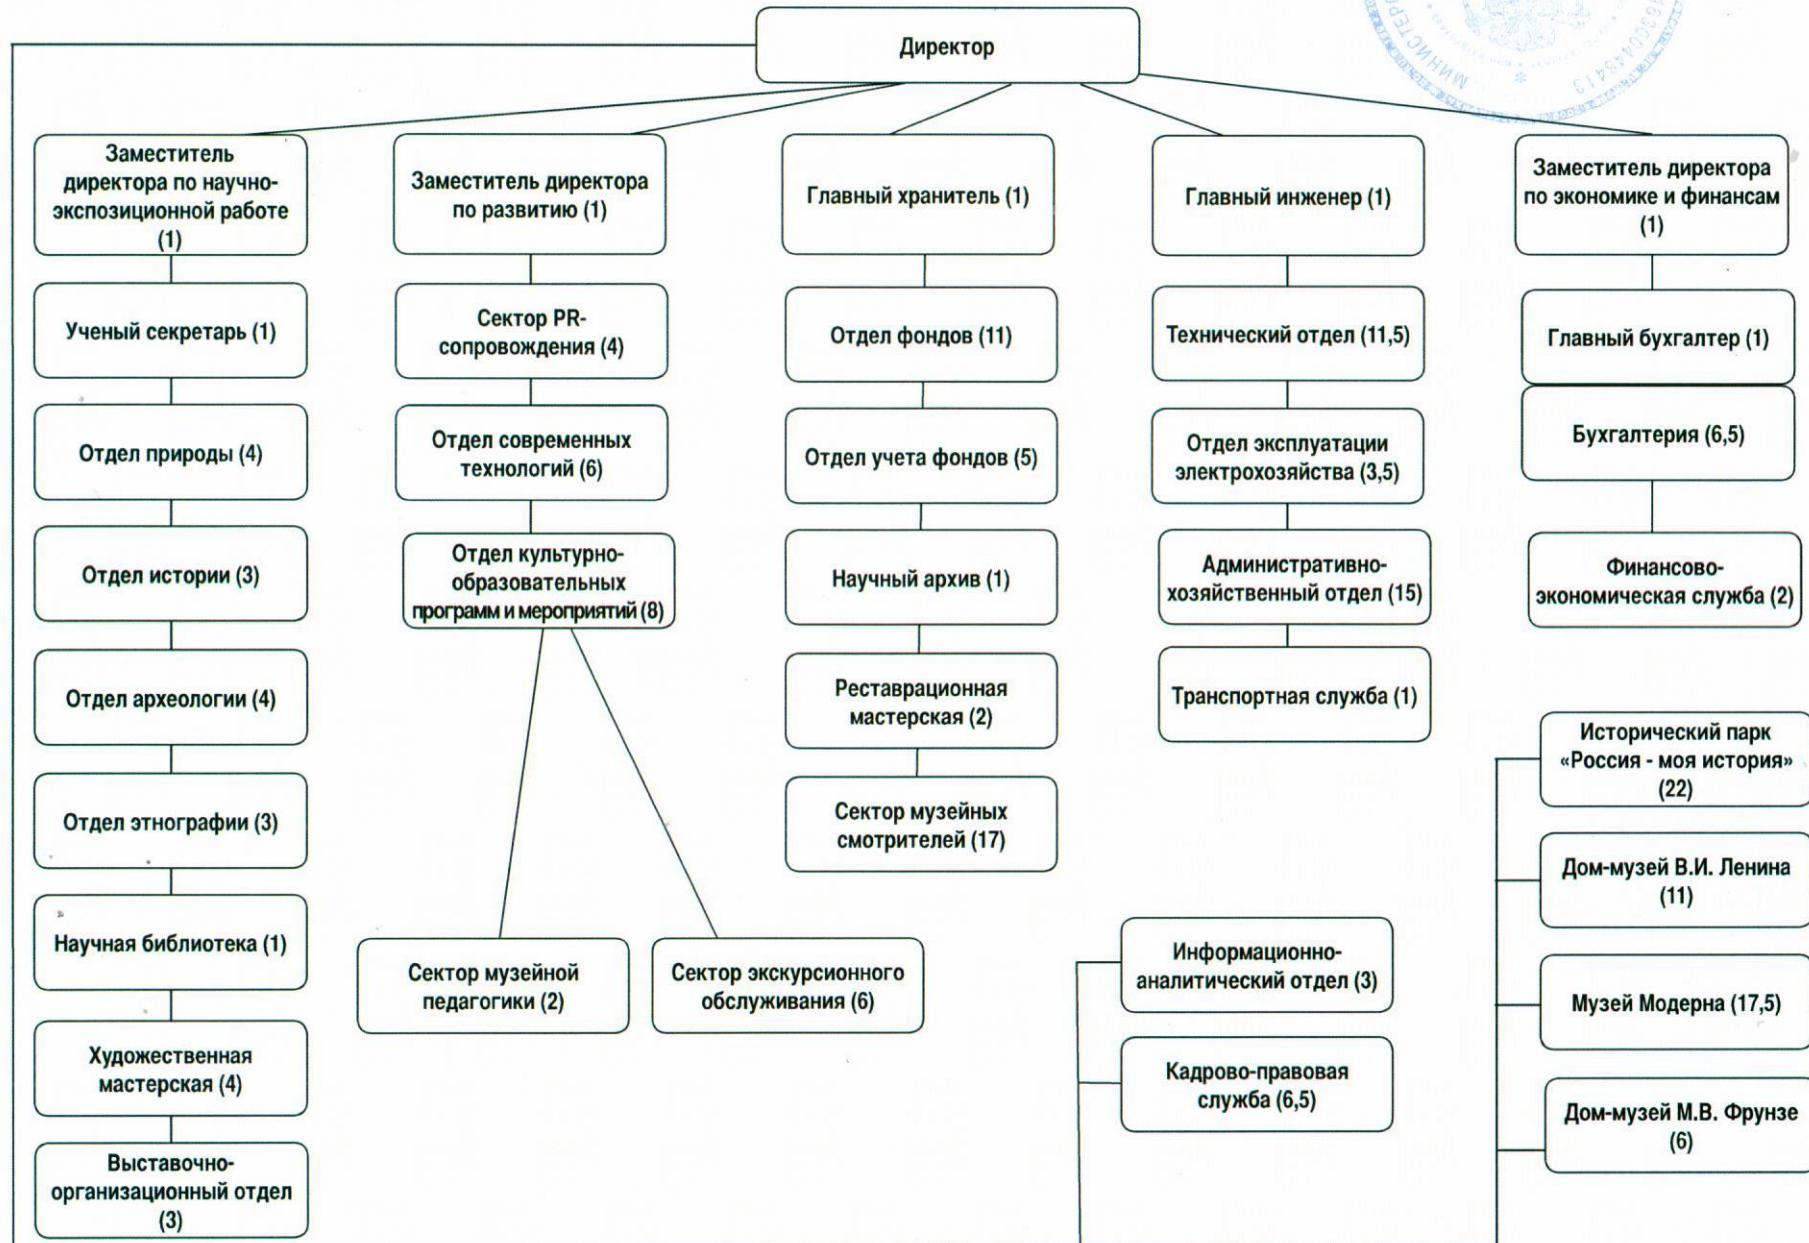 Директор
МИНИСТЕР
Заместитель
директора по научно-
экспозиционной работе
(1)
Ученый секретарь (1)
Отдел природы (4)
Отдел истории (3)
Отдел археологии (4)
Отдел этнографии (3)
Научная библиотека (1)
Художественная
мастерская (4)
Выставочно-
организационный отдел
(3)
Заместитель директора
по развитию (1)
Сектор PR-
сопровождения (4)
Отдел современных
технологий (6)
Отдел культурно-
образовательных
программ и мероприятий (8)
Сектор музейной
педагогики (2)
Сектор экскурсионного
обслуживания (6)
Главный хранитель (1)
Отдел фондов (11)
Отдел учета фондов (5)
Научный архив (1)
Реставрационная
мастерская (2)
Сектор музейных
смотрителей (17)
Главный инженер (1)
Технический отдел (11,5)
Отдел эксплуатации
электрохозяйства (3,5)
Административно-
хозяйственный отдел (15)
Транспортная служба (1)
Информационно-
аналитический отдел (3)
Кадрово-правовая
служба (6,5)
Заместитель директора
по экономике и финансам
(1)
Главный бухгалтер (1)
Бухгалтерия (6,5)
Финансово-
экономическая служба (2)
Исторический парк
«Россия - моя история»
(22)
Дом-музей В.И. Ленина
(11)
Музей Модерна (17,5)
Дом-музей М.В. Фрунзе
(6)